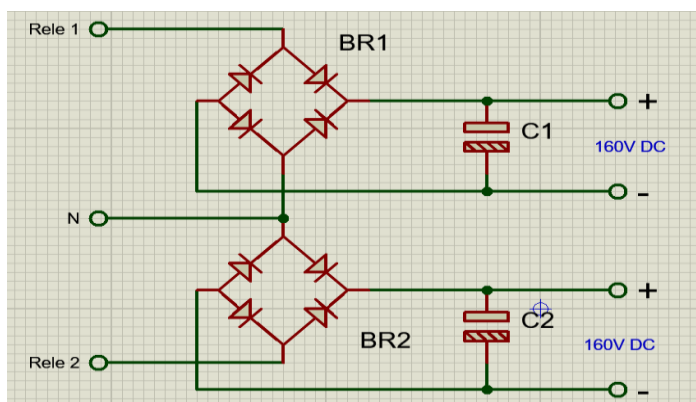 Rele 1
BR1
+
C1
160V DC
-
N
+
C2
BR2
160V DC
Rele 2
-